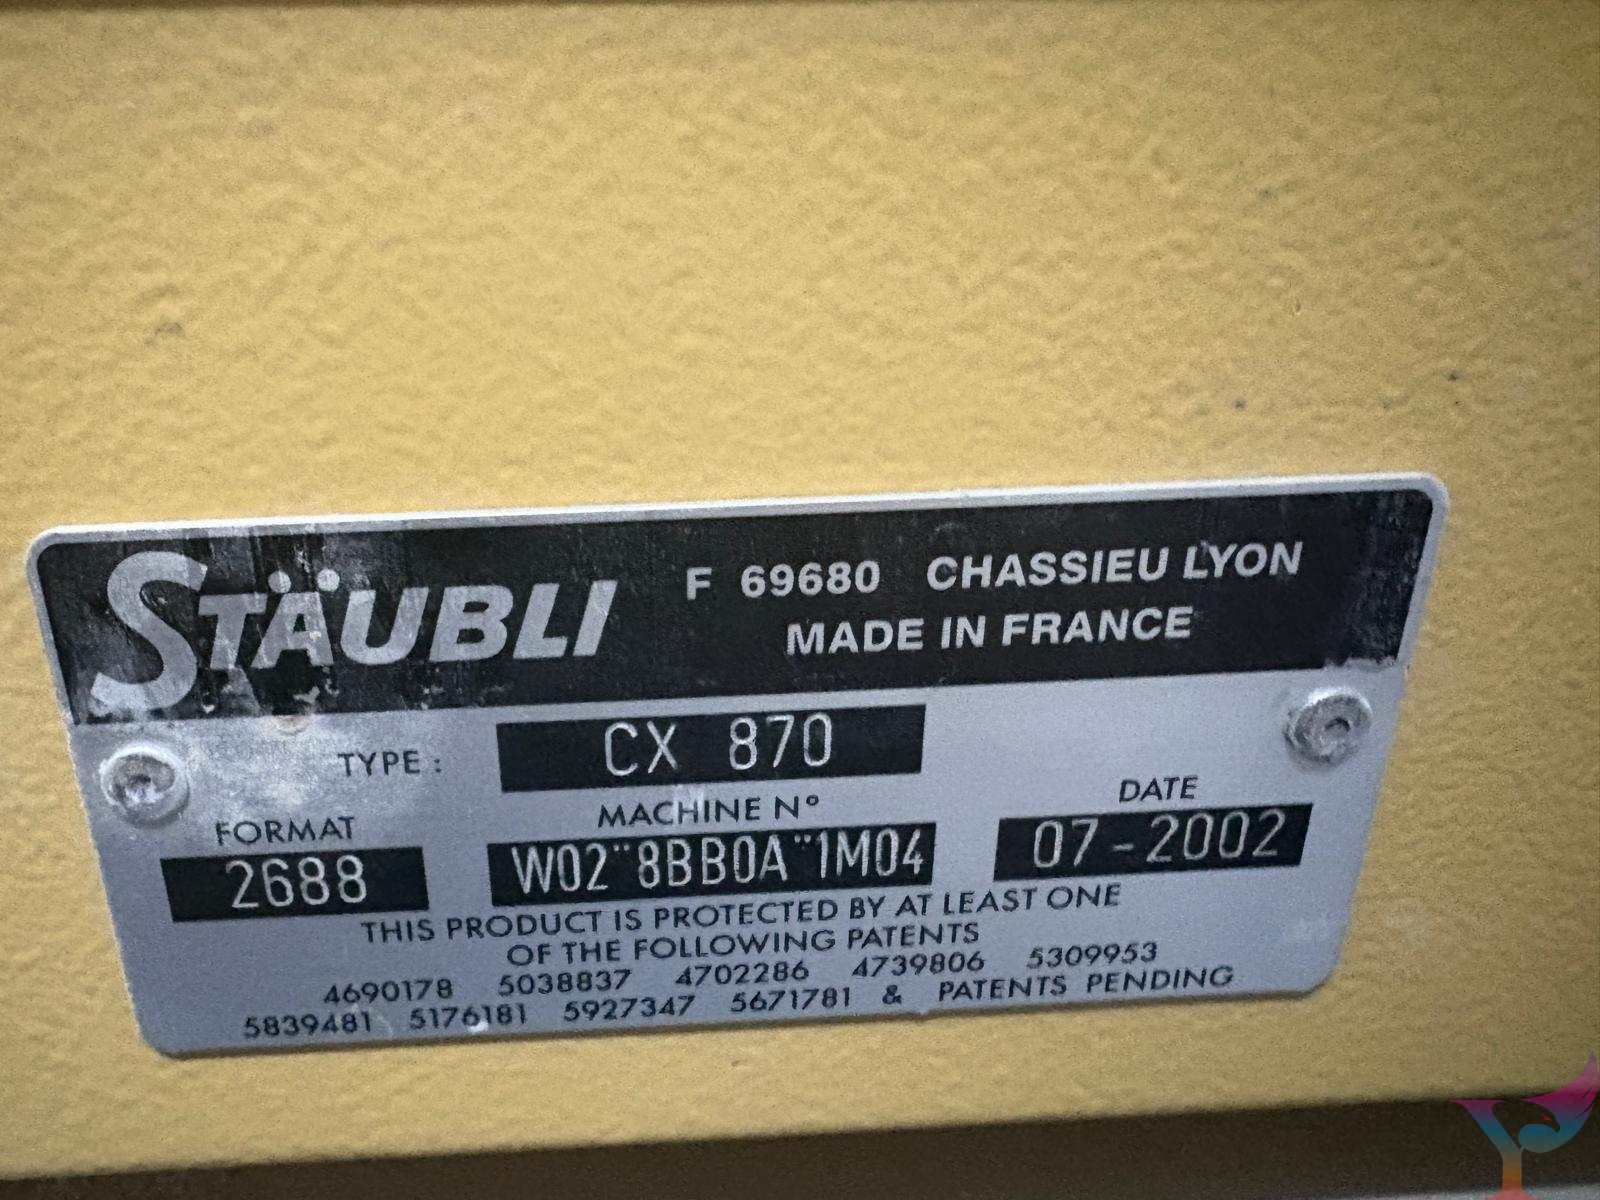 STÄUBLI F 69680 CHASSIEU LYON
MADE IN FRANCE
TYPE : CX 870
FORMAT MACHINE N° DATE
2688 W02"8BB0A"1M04 07-2002
THIS PRODUCT IS PROTECTED BY AT LEAST ONE
OF THE FOLLOWING PATENTS
4690178 5038837 4702286 4739806 5309953
5839481 5176181 5927347 5671781 & PATENTS PENDING